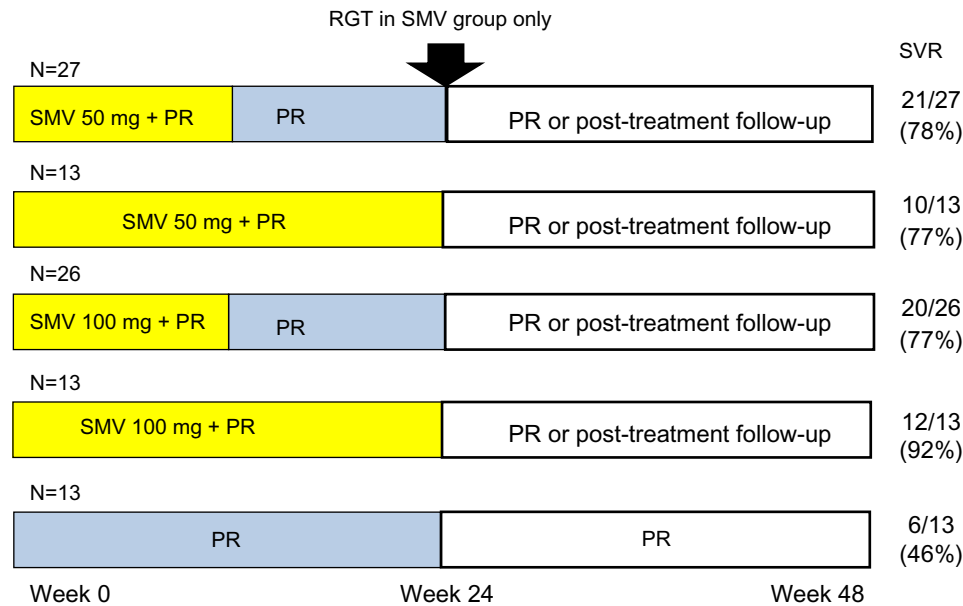 RGT in SMV group only
SVR
N=27
SMV 50 mg + PR
PR
PR or post-treatment follow-up
21/27
(78%)
N=13
SMV 50 mg + PR
PR or post-treatment follow-up
10/13
(77%)
N=26
SMV 100 mg + PR
PR
PR or post-treatment follow-up
20/26
(77%)
N=13
SMV 100 mg + PR
PR or post-treatment follow-up
12/13
(92%)
N=13
PR
PR
6/13
(46%)
Week 0
Week 24
Week 48